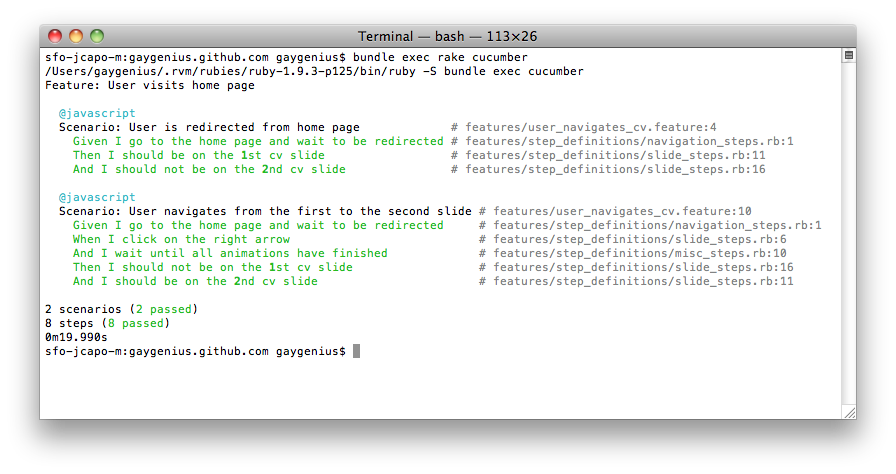 Terminal — bash — 113×26
sfo-jcapo-m:gaygenius.github.com gaygenius$ bundle exec rake cucumber
/Users/gaygenius/.rvm/rubies/ruby-1.9.3-p125/bin/ruby -S bundle exec cucumber
Feature: User visits home page
@javascript
Scenario: User is redirected from home page # features/user_navigates_cv.feature:4
Given I go to the home page and wait to be redirected # features/step_definitions/navigation_steps.rb:1
Then I should be on the 1st cv slide # features/step_definitions/slide_steps.rb:11
And I should not be on the 2nd cv slide # features/step_definitions/slide_steps.rb:16
@javascript
Scenario: User navigates from the first to the second slide # features/user_navigates_cv.feature:10
Given I go to the home page and wait to be redirected # features/step_definitions/navigation_steps.rb:1
When I click on the right arrow # features/step_definitions/slide_steps.rb:6
And I wait until all animations have finished # features/step_definitions/misc_steps.rb:10
Then I should not be on the 1st cv slide # features/step_definitions/slide_steps.rb:16
And I should be on the 2nd cv slide # features/step_definitions/slide_steps.rb:11
2 scenarios (2 passed)
8 steps (8 passed)
0m19.990s
sfo-jcapo-m:gaygenius.github.com gaygenius$